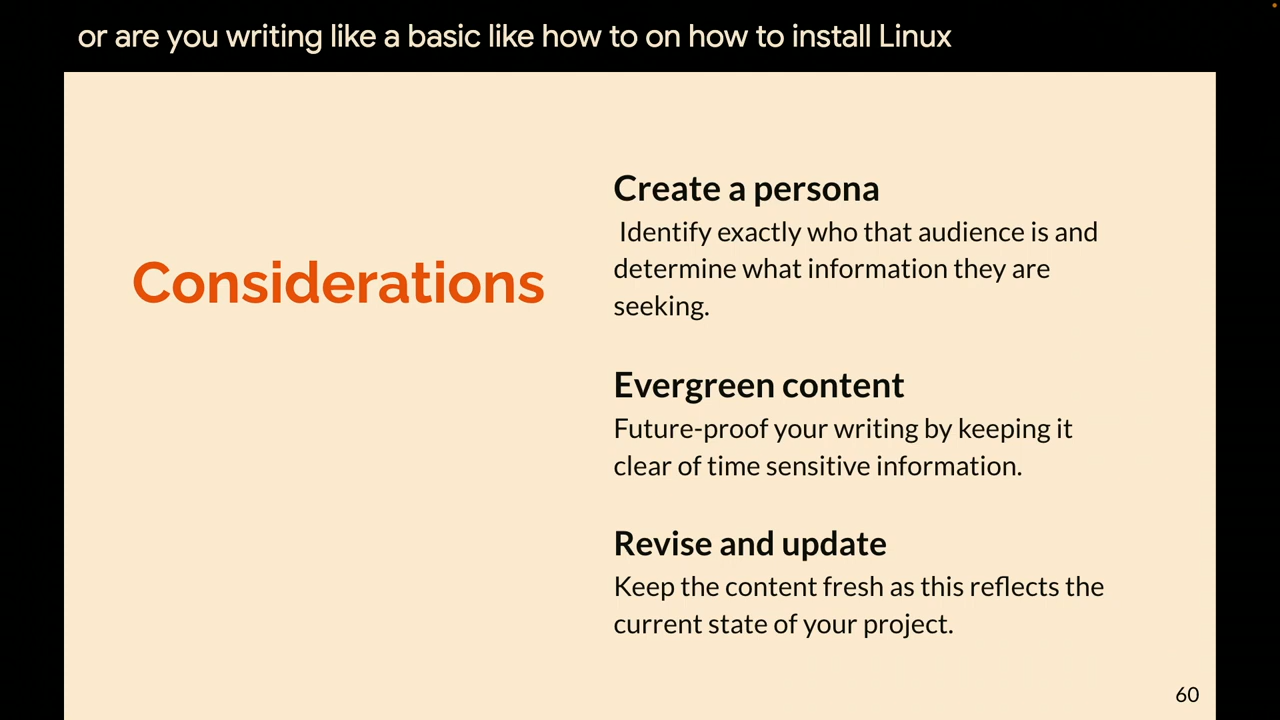 or are you writing like a basic like how to on how to install Linux
Considerations
Create a persona
Identify exactly who that audience is and
determine what information they are
seeking.
Evergreen content
Future-proof your writing by keeping it
clear of time sensitive information.
Revise and update
Keep the content fresh as this reflects the
current state of your project.
60